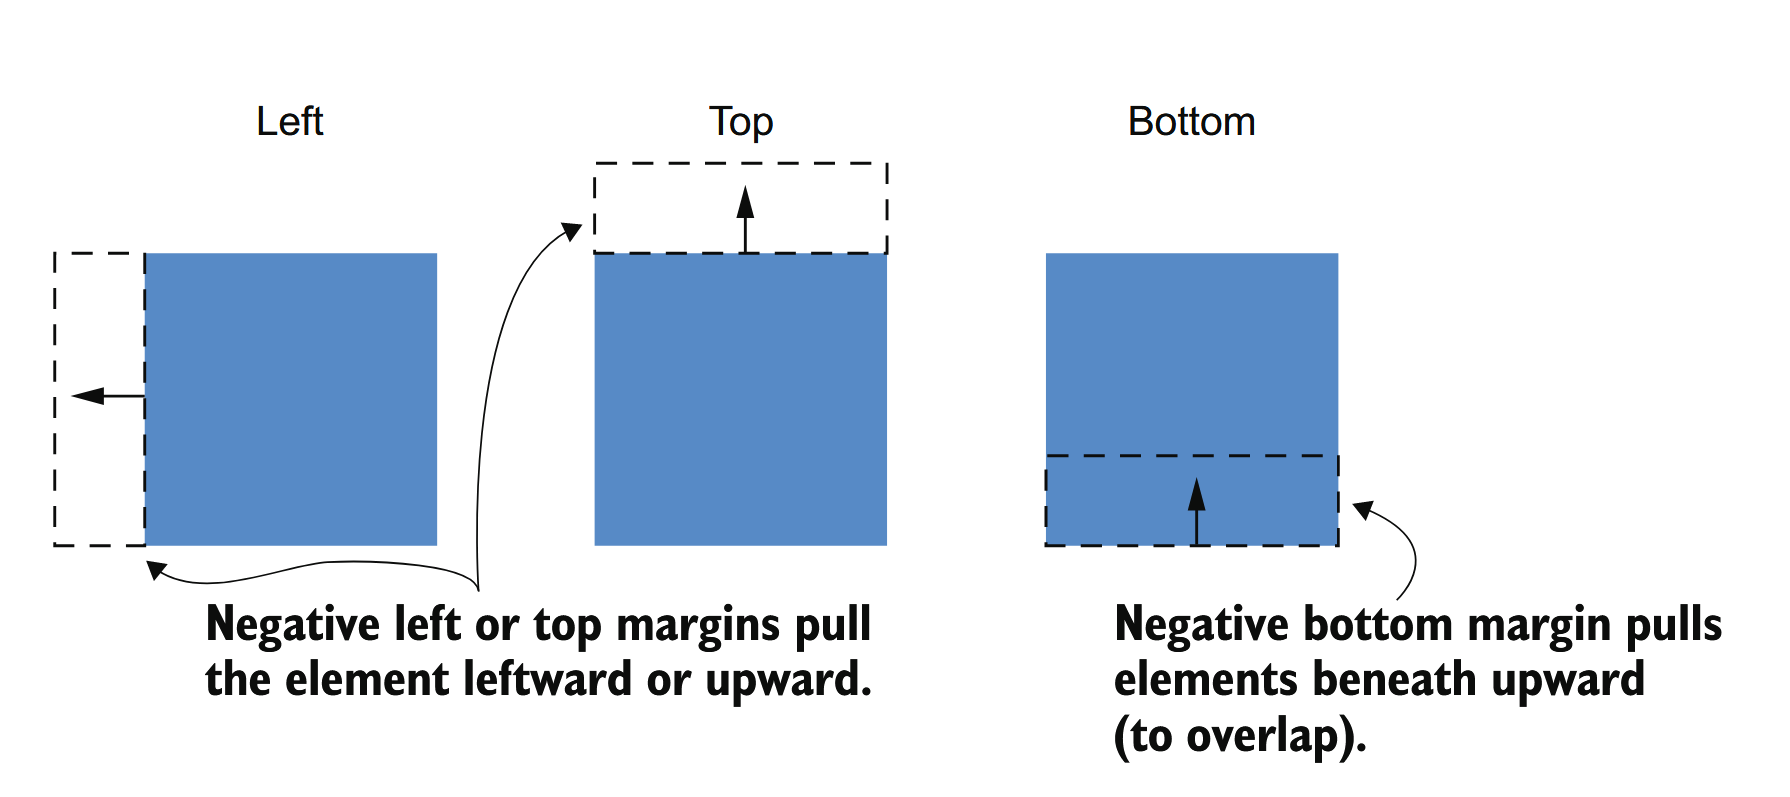 Left
Top
Bottom
Negative left or top margins pull
the element leftward or upward.
Negative bottom margin pulls
elements beneath upward
(to overlap).